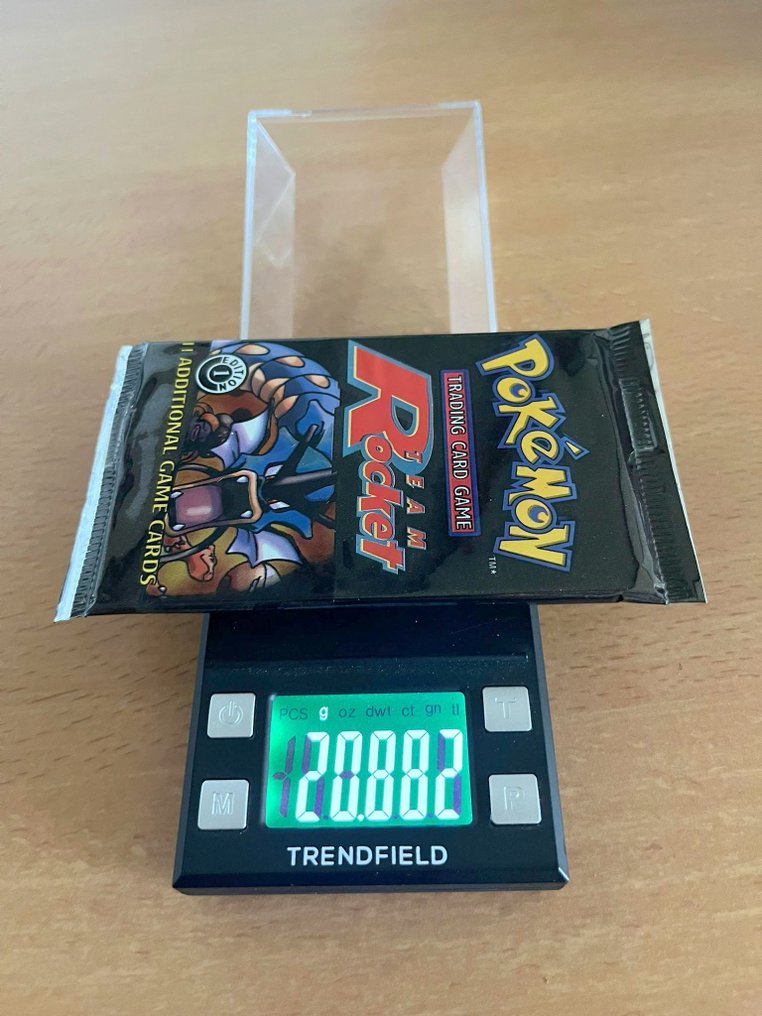 POKéMON
TM*
TRADING CARD GAME
TEAM
Rocket
EDITION
1
11 ADDITIONAL GAME CARDS
PCS g oz dwt ct gn tl
20.882
T
M
P
TRENDFIELD